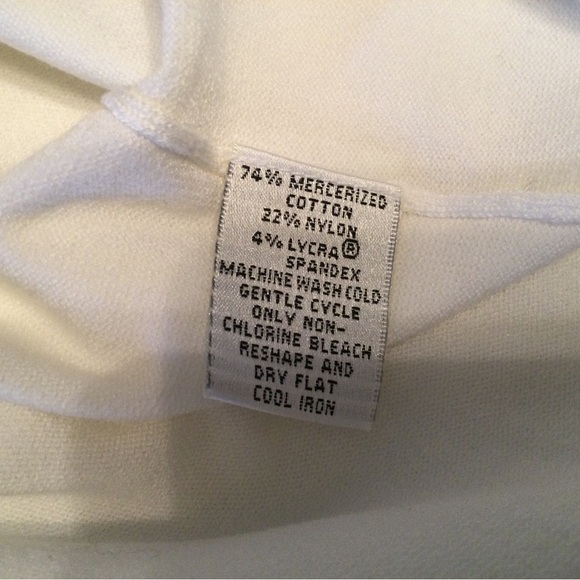 74% MERCERIZED
COTTON
22% NYLON
4% LYCRA®
SPANDEX
MACHINE WASH COLD
GENTLE CYCLE
ONLY NON-
CHLORINE BLEACH
RESHAPE AND
DRY FLAT
COOL IRON